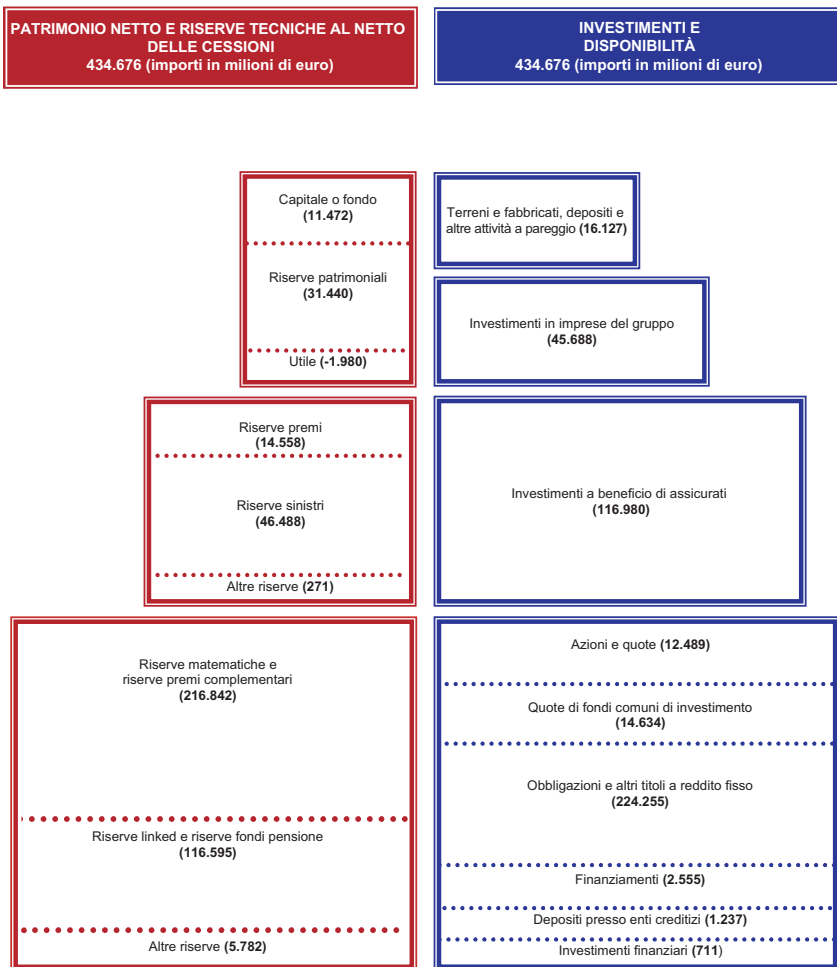 PATRIMONIO NETTO E RISERVE TECNICHE AL NETTO
DELLE CESSIONI
434.676 (importi in milioni di euro)
INVESTIMENTI E
DISPONIBILITÀ
434.676 (importi in milioni di euro)
Capitale o fondo
(11.472)
Riserve patrimoniali
(31.440)
Utile (-1.980)
Riserve premi
(14.558)
Riserve sinistri
(46.488)
Altre riserve (271)
Riserve matematiche e
riserve premi complementari
(216.842)
Riserve linked e riserve fondi pensione
(116.595)
Altre riserve (5.782)
Terreni e fabbricati, depositi e
altre attività a pareggio (16.127)
Investimenti in imprese del gruppo
(45.688)
Investimenti a beneficio di assicurati
(116.980)
Azioni e quote (12.489)
Quote di fondi comuni di investimento
(14.634)
Obbligazioni e altri titoli a reddito fisso
(224.255)
Finanziamenti (2.555)
Depositi presso enti creditizi (1.237)
Investimenti finanziari (711)